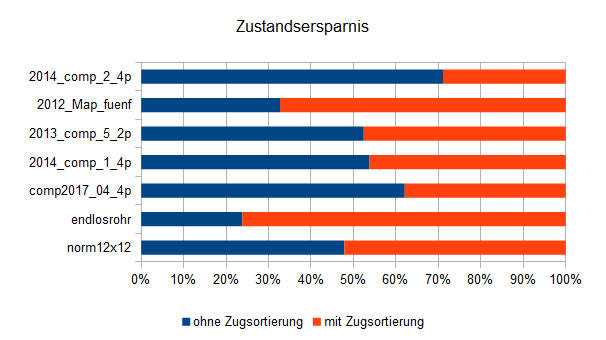 Zustandsersparnis
2014_comp_2_4p
2012_Map_fuenf
2013_comp_5_2p
2014_comp_1_4p
comp2017_04_4p
endlosrohr
norm12x12
0% 10% 20% 30% 40% 50% 60% 70% 80% 90% 100%
ohne Zugsortierung mit Zugsortierung